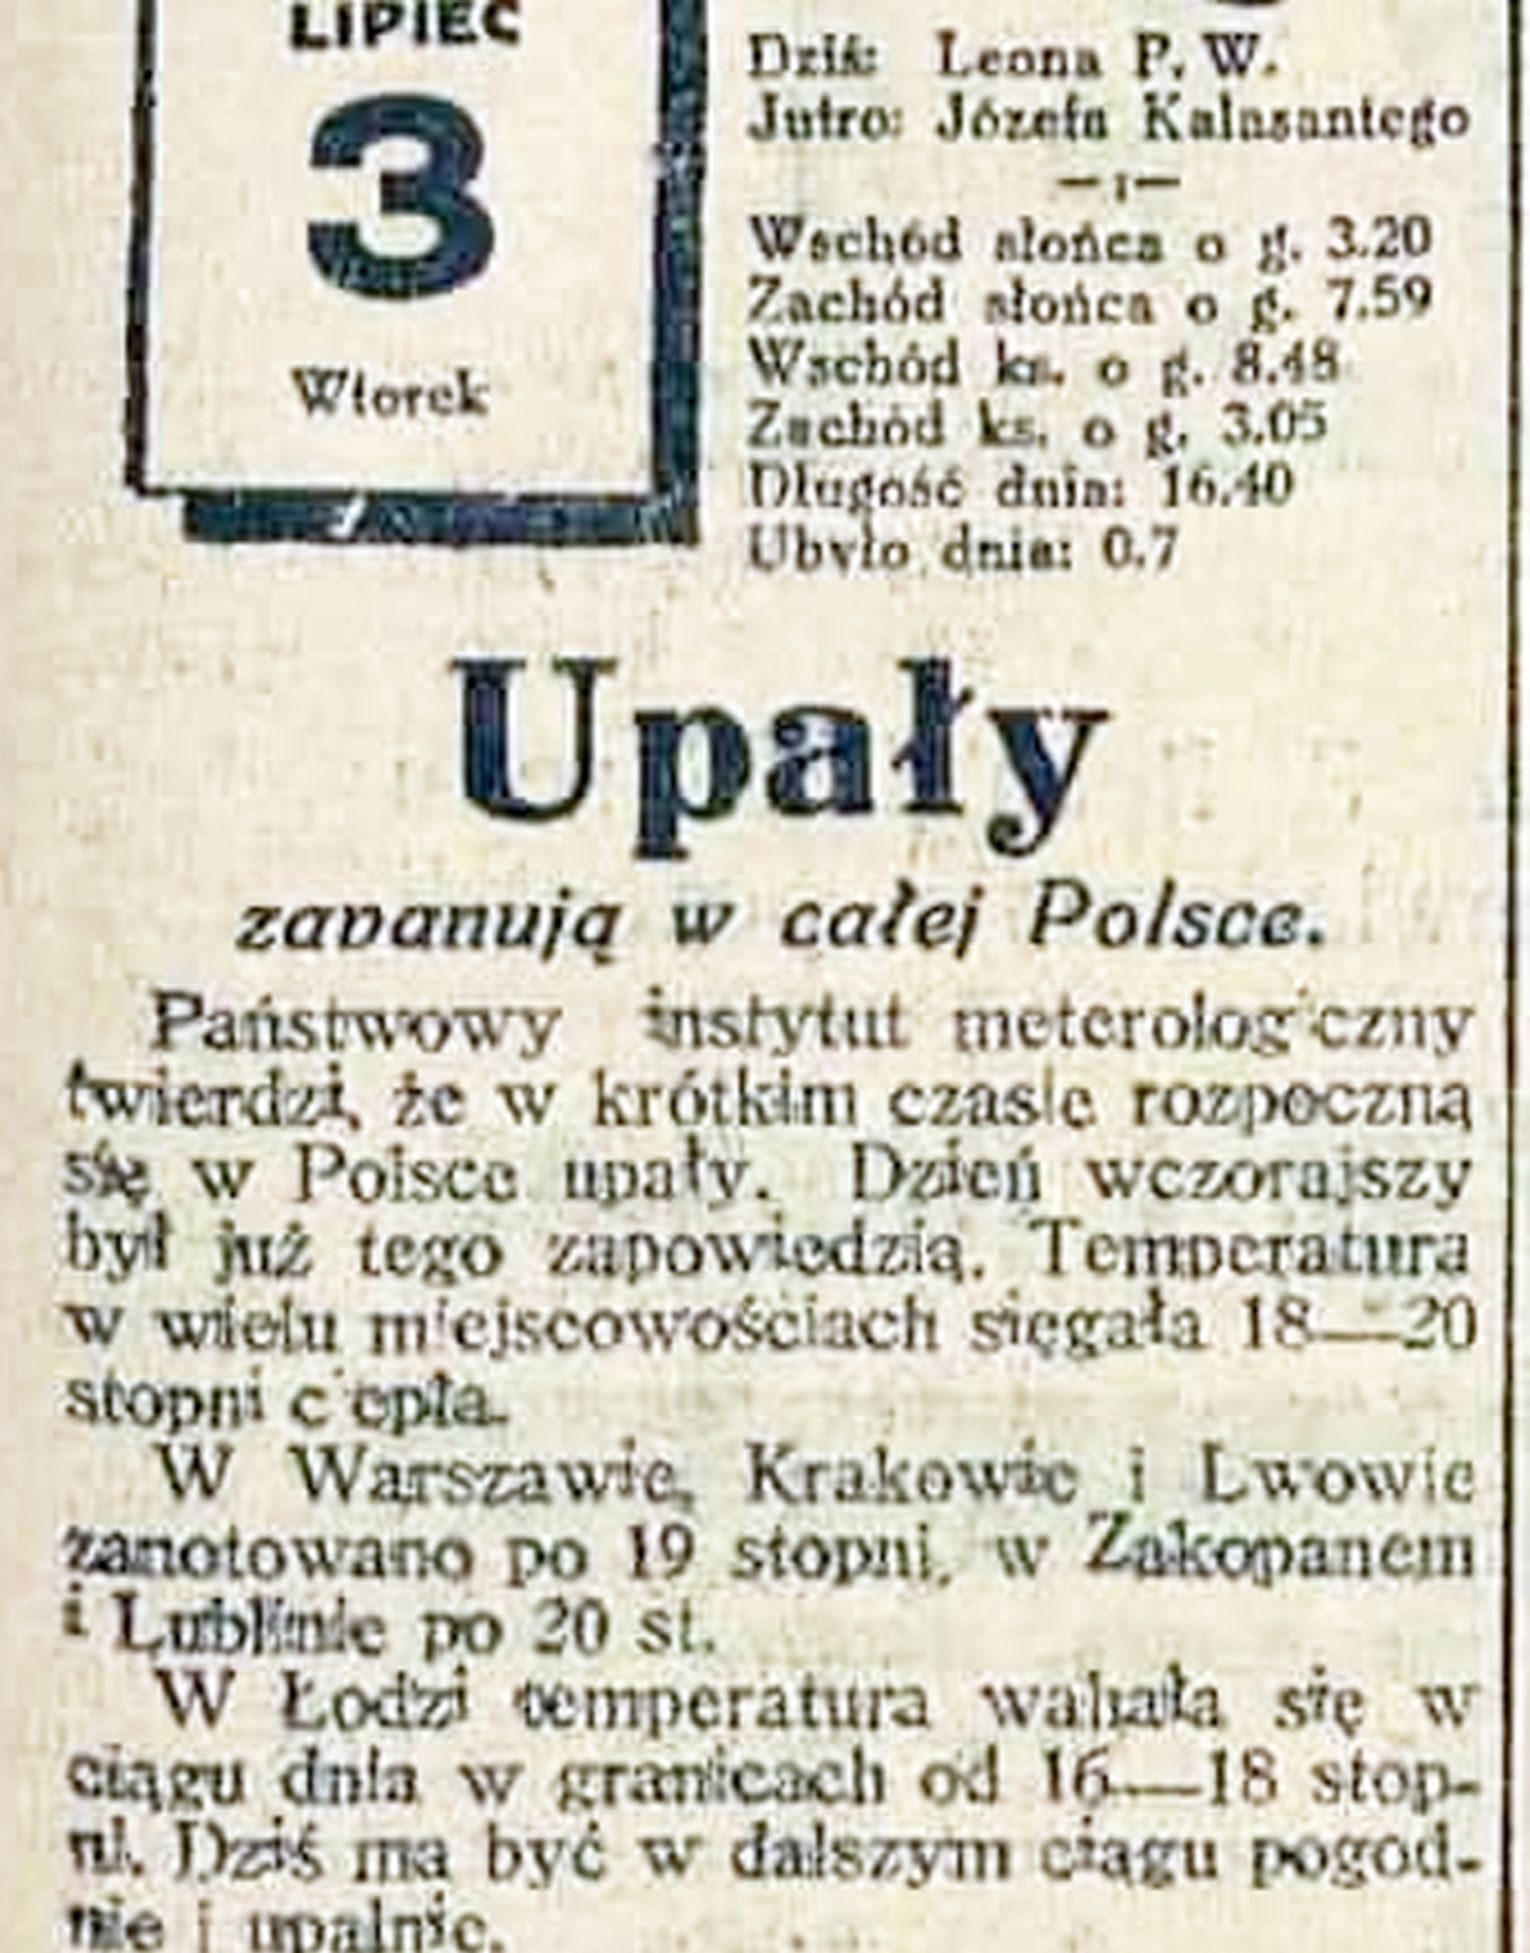 LIPIEC
3
Wtorek
Dziś: Leona P. W.
Jutro: Józefa Kalasantego
Wschód słońca o g. 3.20
Zachód słońca o g. 7.59
Wschód ks. o g. 8.48
Zachód ks. o g. 3.05
Długość dnia: 16.40
Ubyło dnia: 0.7
Upały
zapanują w całej Polsce.
Państwowy instytut meterologiczny
twierdzi, że w krótkim czasie rozpoczną
się w Polsce upały. Dzień wczorajszy
był już tego zapowiedzią. Temperatura
w wielu miejscowościach sięgała 18—20
stopni ciepła.
W Warszawie, Krakowie i Lwowie
zanotowano po 19 stopni, w Zakopanem
i Lublinie po 20 st.
W Łodzi temperatura wahała się w
ciągu dnia w granicach od 16—18 stop-
ni. Dziś ma być w dalszym ciągu pogod-
nie i upalnie.